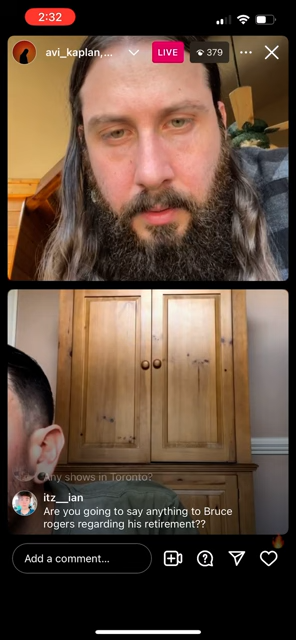 2:32
avi_kaplan,...
LIVE
379
Any shows in Toronto?
itz__ian
Are you going to say anything to Bruce
rogers regarding his retirement??
Add a comment...